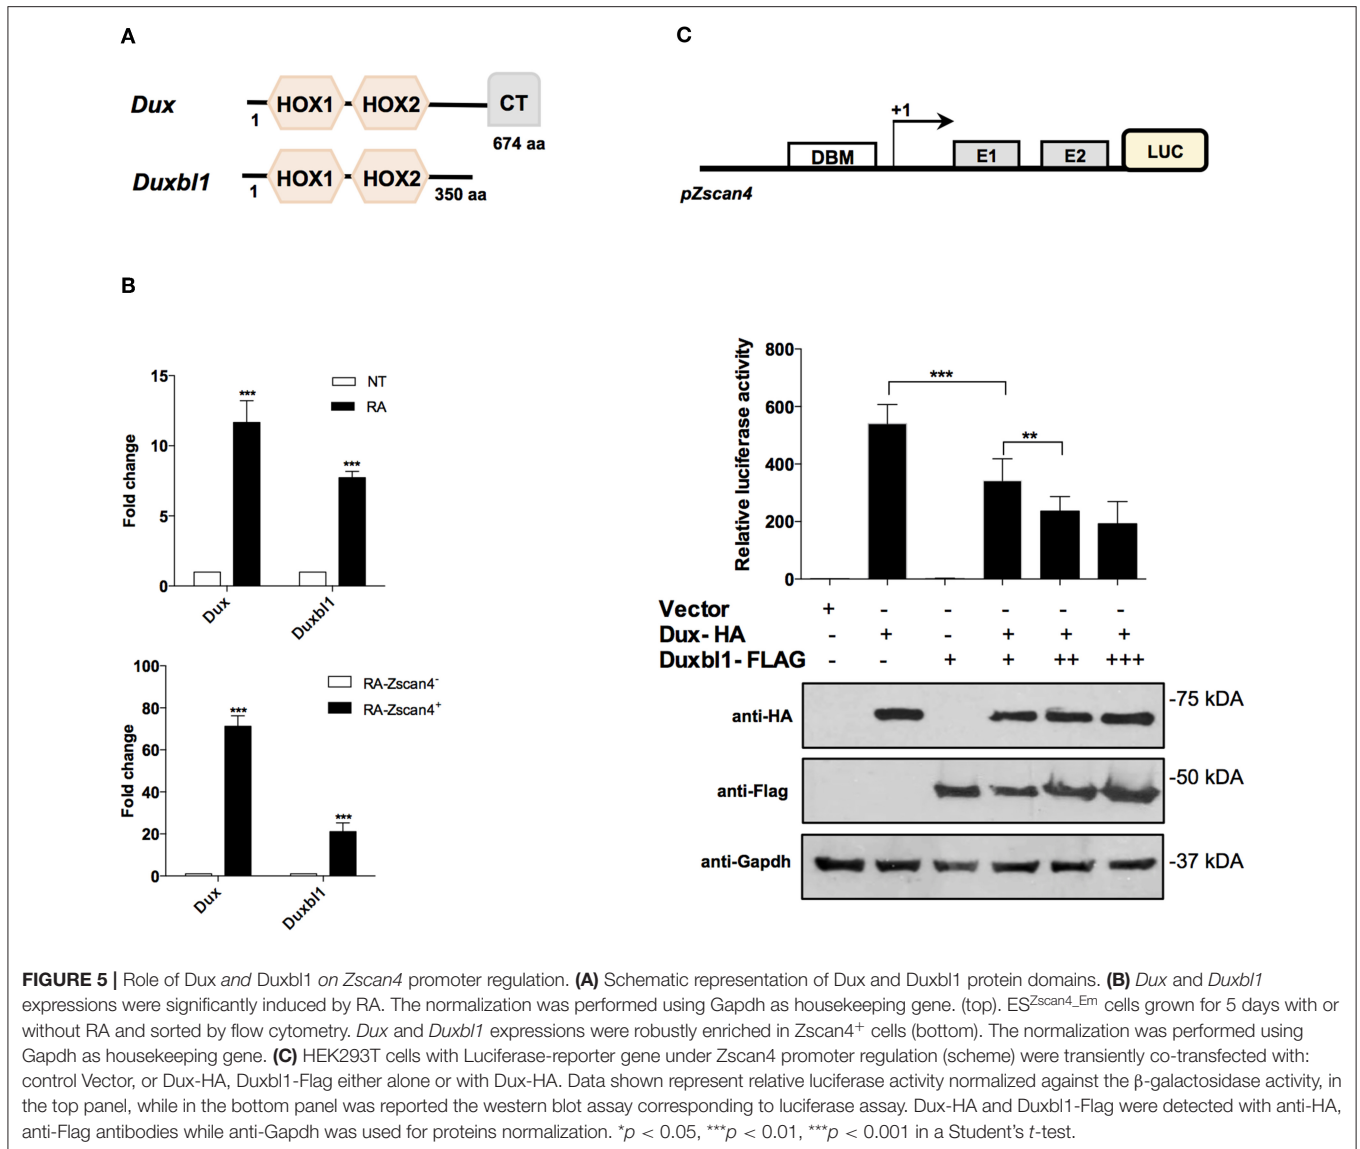 A
Dux
HOX1
HOX2
CT
1
674 aa
Duxbl1
HOX1
HOX2
1
350 aa
C
+1
DBM
E1
E2
LUC
pZscan4
B
15
10
5
0
Fold change
NT
RA
***
***
Dux
Duxbl1
100
80
60
40
20
0
Fold change
RA-Zscan4-
RA-Zscan4+
***
***
Dux
Duxbl1
800
600
400
200
0
Relative luciferase activity
***
**
Vector + - - - - -
Dux-HA - + - + + +
Duxbl1-FLAG - - + + ++ +++
anti-HA -75 kDA
anti-Flag -50 kDA
anti-Gapdh -37 kDA
FIGURE 5 | Role of Dux and Duxbl1 on Zscan4 promoter regulation. (A) Schematic representation of Dux and Duxbl1 protein domains. (B) Dux and Duxbl1
expressions were significantly induced by RA. The normalization was performed using Gapdh as housekeeping gene. (top). ESZscan4_Em cells grown for 5 days with or
without RA and sorted by flow cytometry. Dux and Duxbl1 expressions were robustly enriched in Zscan4+ cells (bottom). The normalization was performed using
Gapdh as housekeeping gene. (C) HEK293T cells with Luciferase-reporter gene under Zscan4 promoter regulation (scheme) were transiently co-transfected with:
control Vector, or Dux-HA, Duxbl1-Flag either alone or with Dux-HA. Data shown represent relative luciferase activity normalized against the β-galactosidase activity, in
the top panel, while in the bottom panel was reported the western blot assay corresponding to luciferase assay. Dux-HA and Duxbl1-Flag were detected with anti-HA,
anti-Flag antibodies while anti-Gapdh was used for proteins normalization. *p < 0.05, ***p < 0.01, ***p < 0.001 in a Student's t-test.